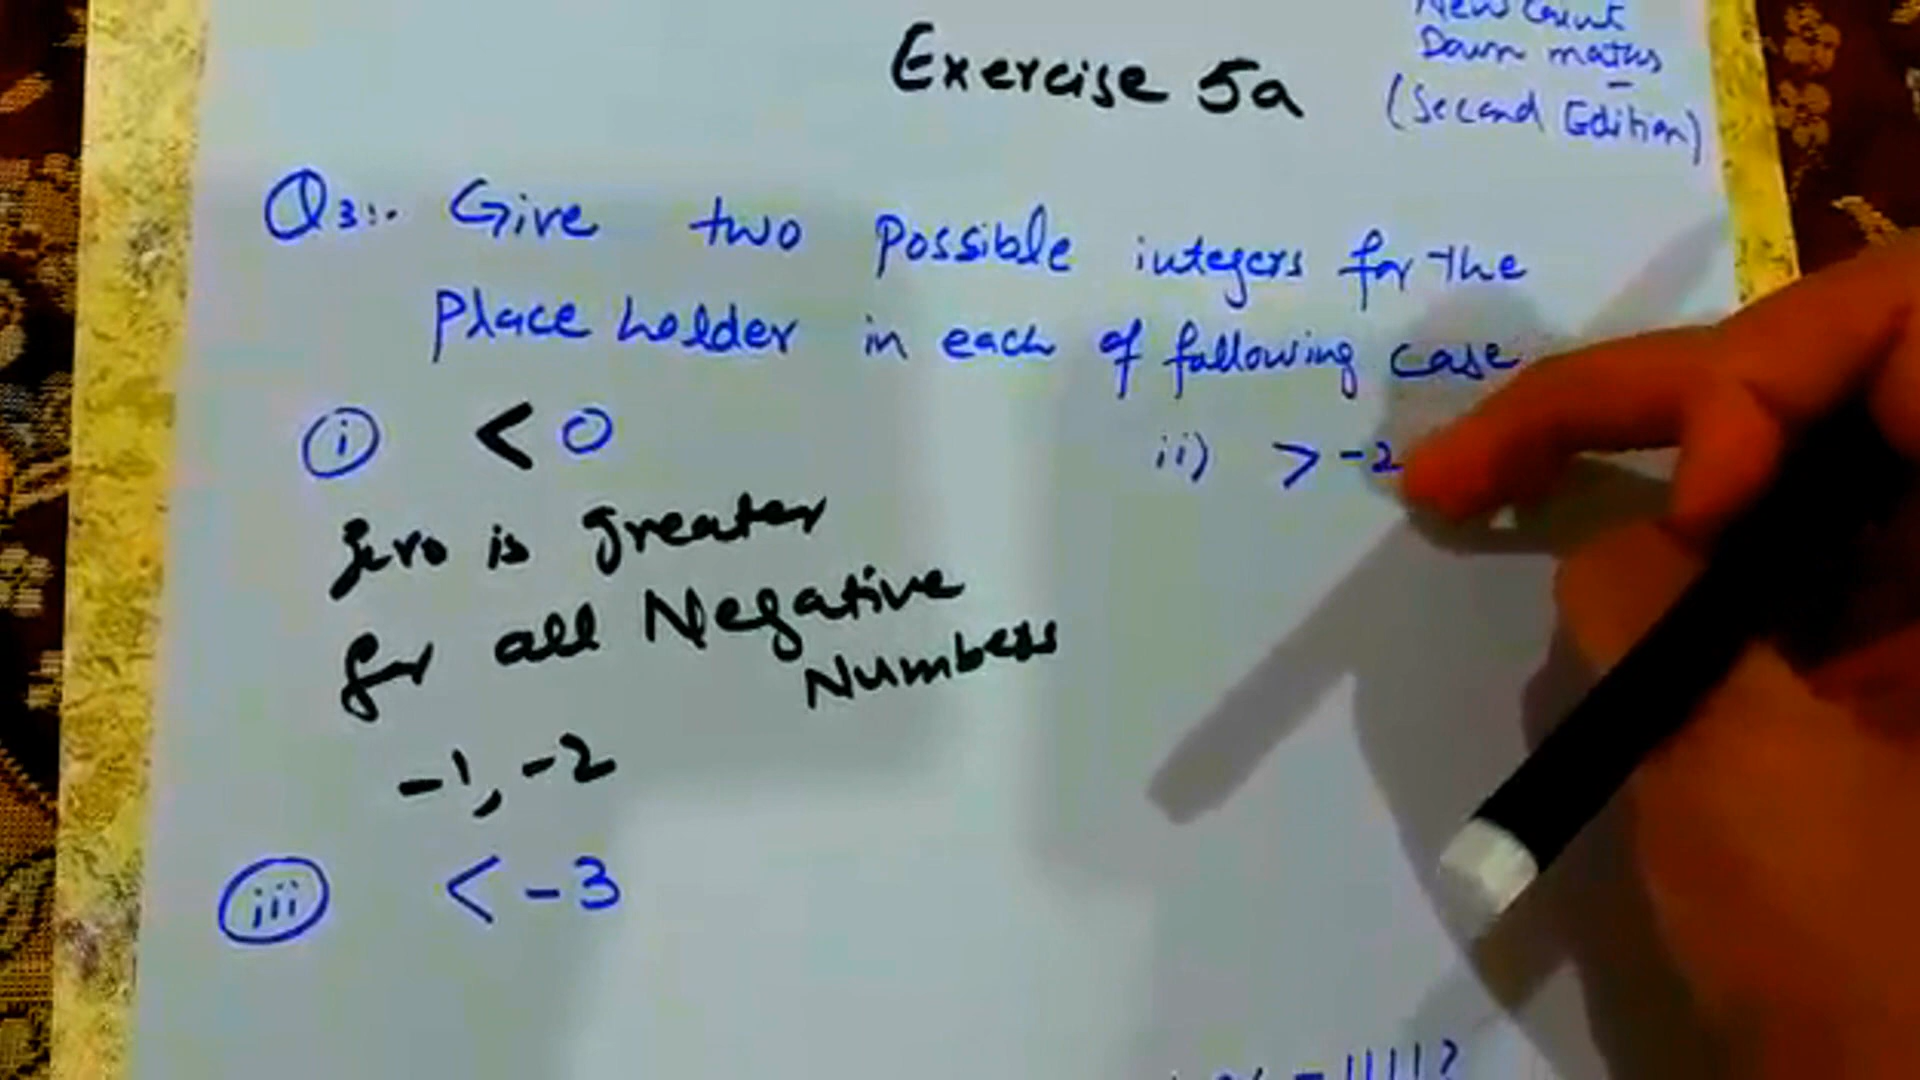 Exercise 5a
New Count
Down maths
(Second Edition)
Q3:- Give two possible integers for the
Place holder in each of following case
(i) < 0
ii) > -2
Zero is greater
for all Negative
Numbers
-1, -2
(iii) < -3